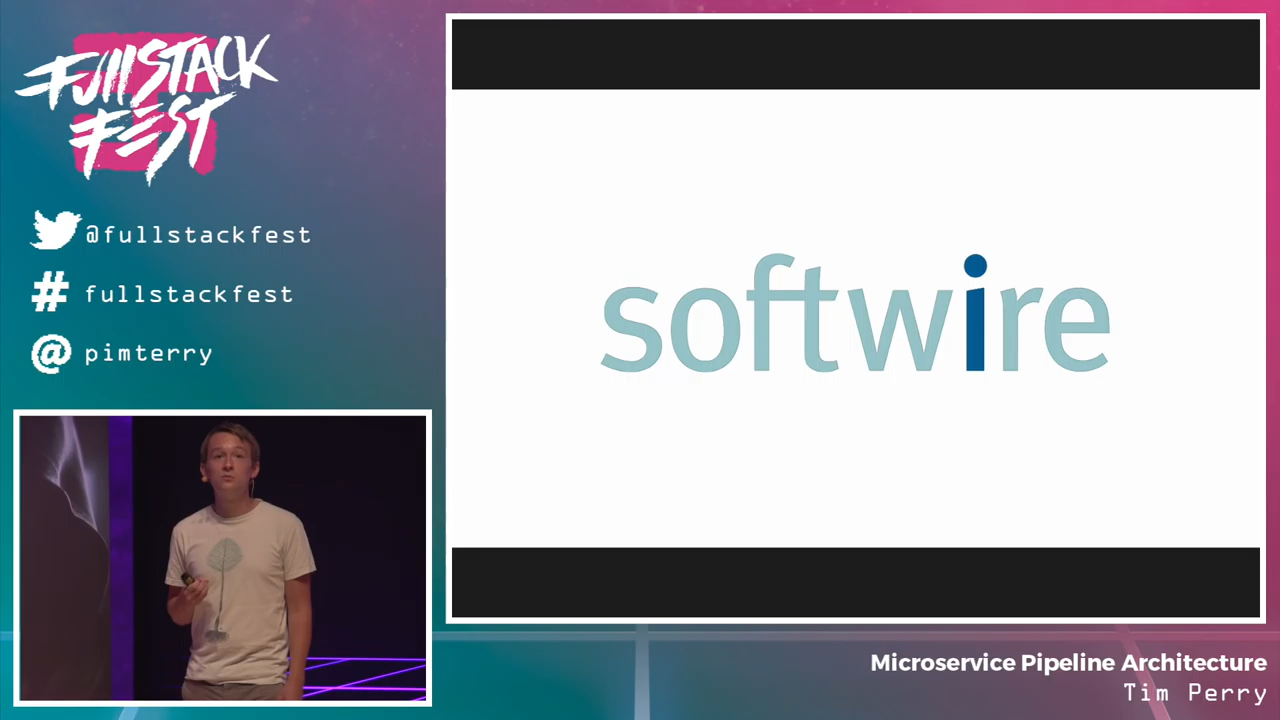 FullSTACK
FEST
@fullstackfest
# fullstackfest
@ pimterry
softwire
Microservice Pipeline Architecture
Tim Perry